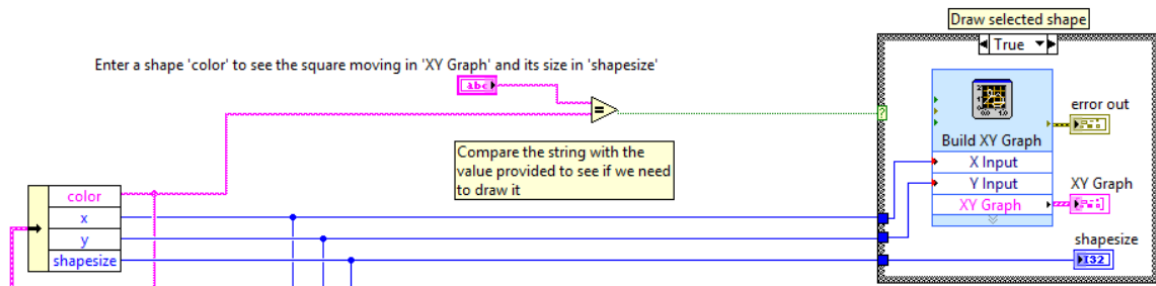 Draw selected shape
True
Enter a shape 'color' to see the square moving in 'XY Graph' and its size in 'shapesize'
abc
=
?
error out
Build XY Graph
Compare the string with the
value provided to see if we need
to draw it
X Input
Y Input
XY Graph
XY Graph
color
x
y
shapesize
shapesize
I32